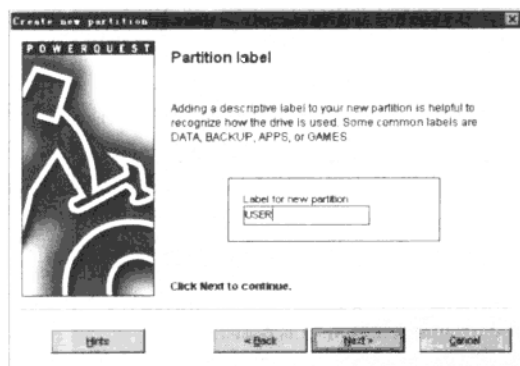 Create new partition
POWERQUEST
Partition label
Adding a descriptive label to your new partition is helpful to
recognize how the drive is used. Some common labels are
DATA, BACKUP, APPS, or GAMES.
Label for new partition
USER
Click Next to continue.
Hints
< Back
Next >
Cancel